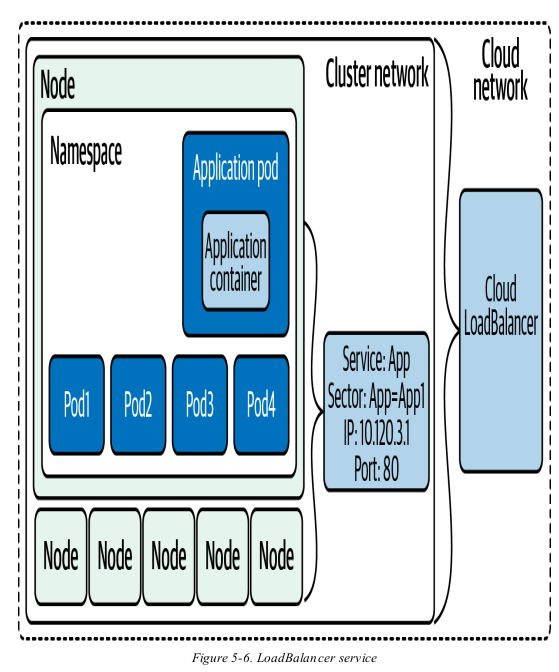 Node
Namespace
Application pod
Application
container
Pod1
Pod2
Pod3
Pod4
Node
Node
Node
Node
Node
Cluster network
Service: App
Sector: App=App1
IP: 10.120.3.1
Port: 80
Cloud
network
Cloud
LoadBalancer
Figure 5-6. LoadBalancer service